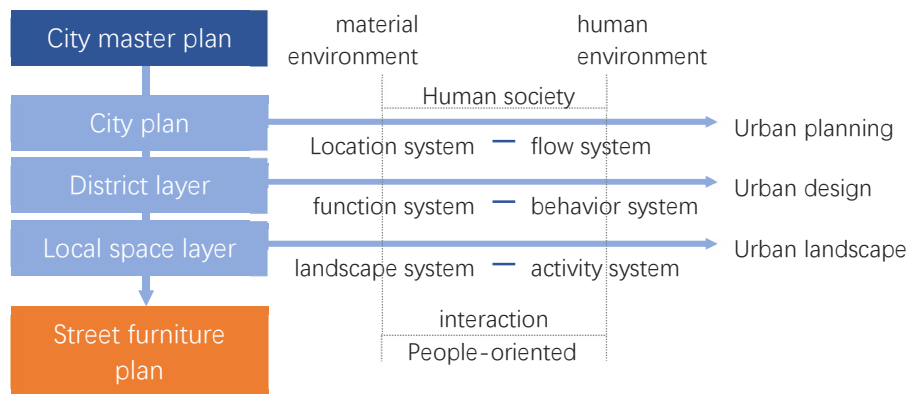 City master plan
material
environment
human
environment
Human society
City plan
Urban planning
Location system – flow system
District layer
Urban design
function system – behavior system
Local space layer
Urban landscape
landscape system – activity system
interaction
Street furniture
plan
People-oriented